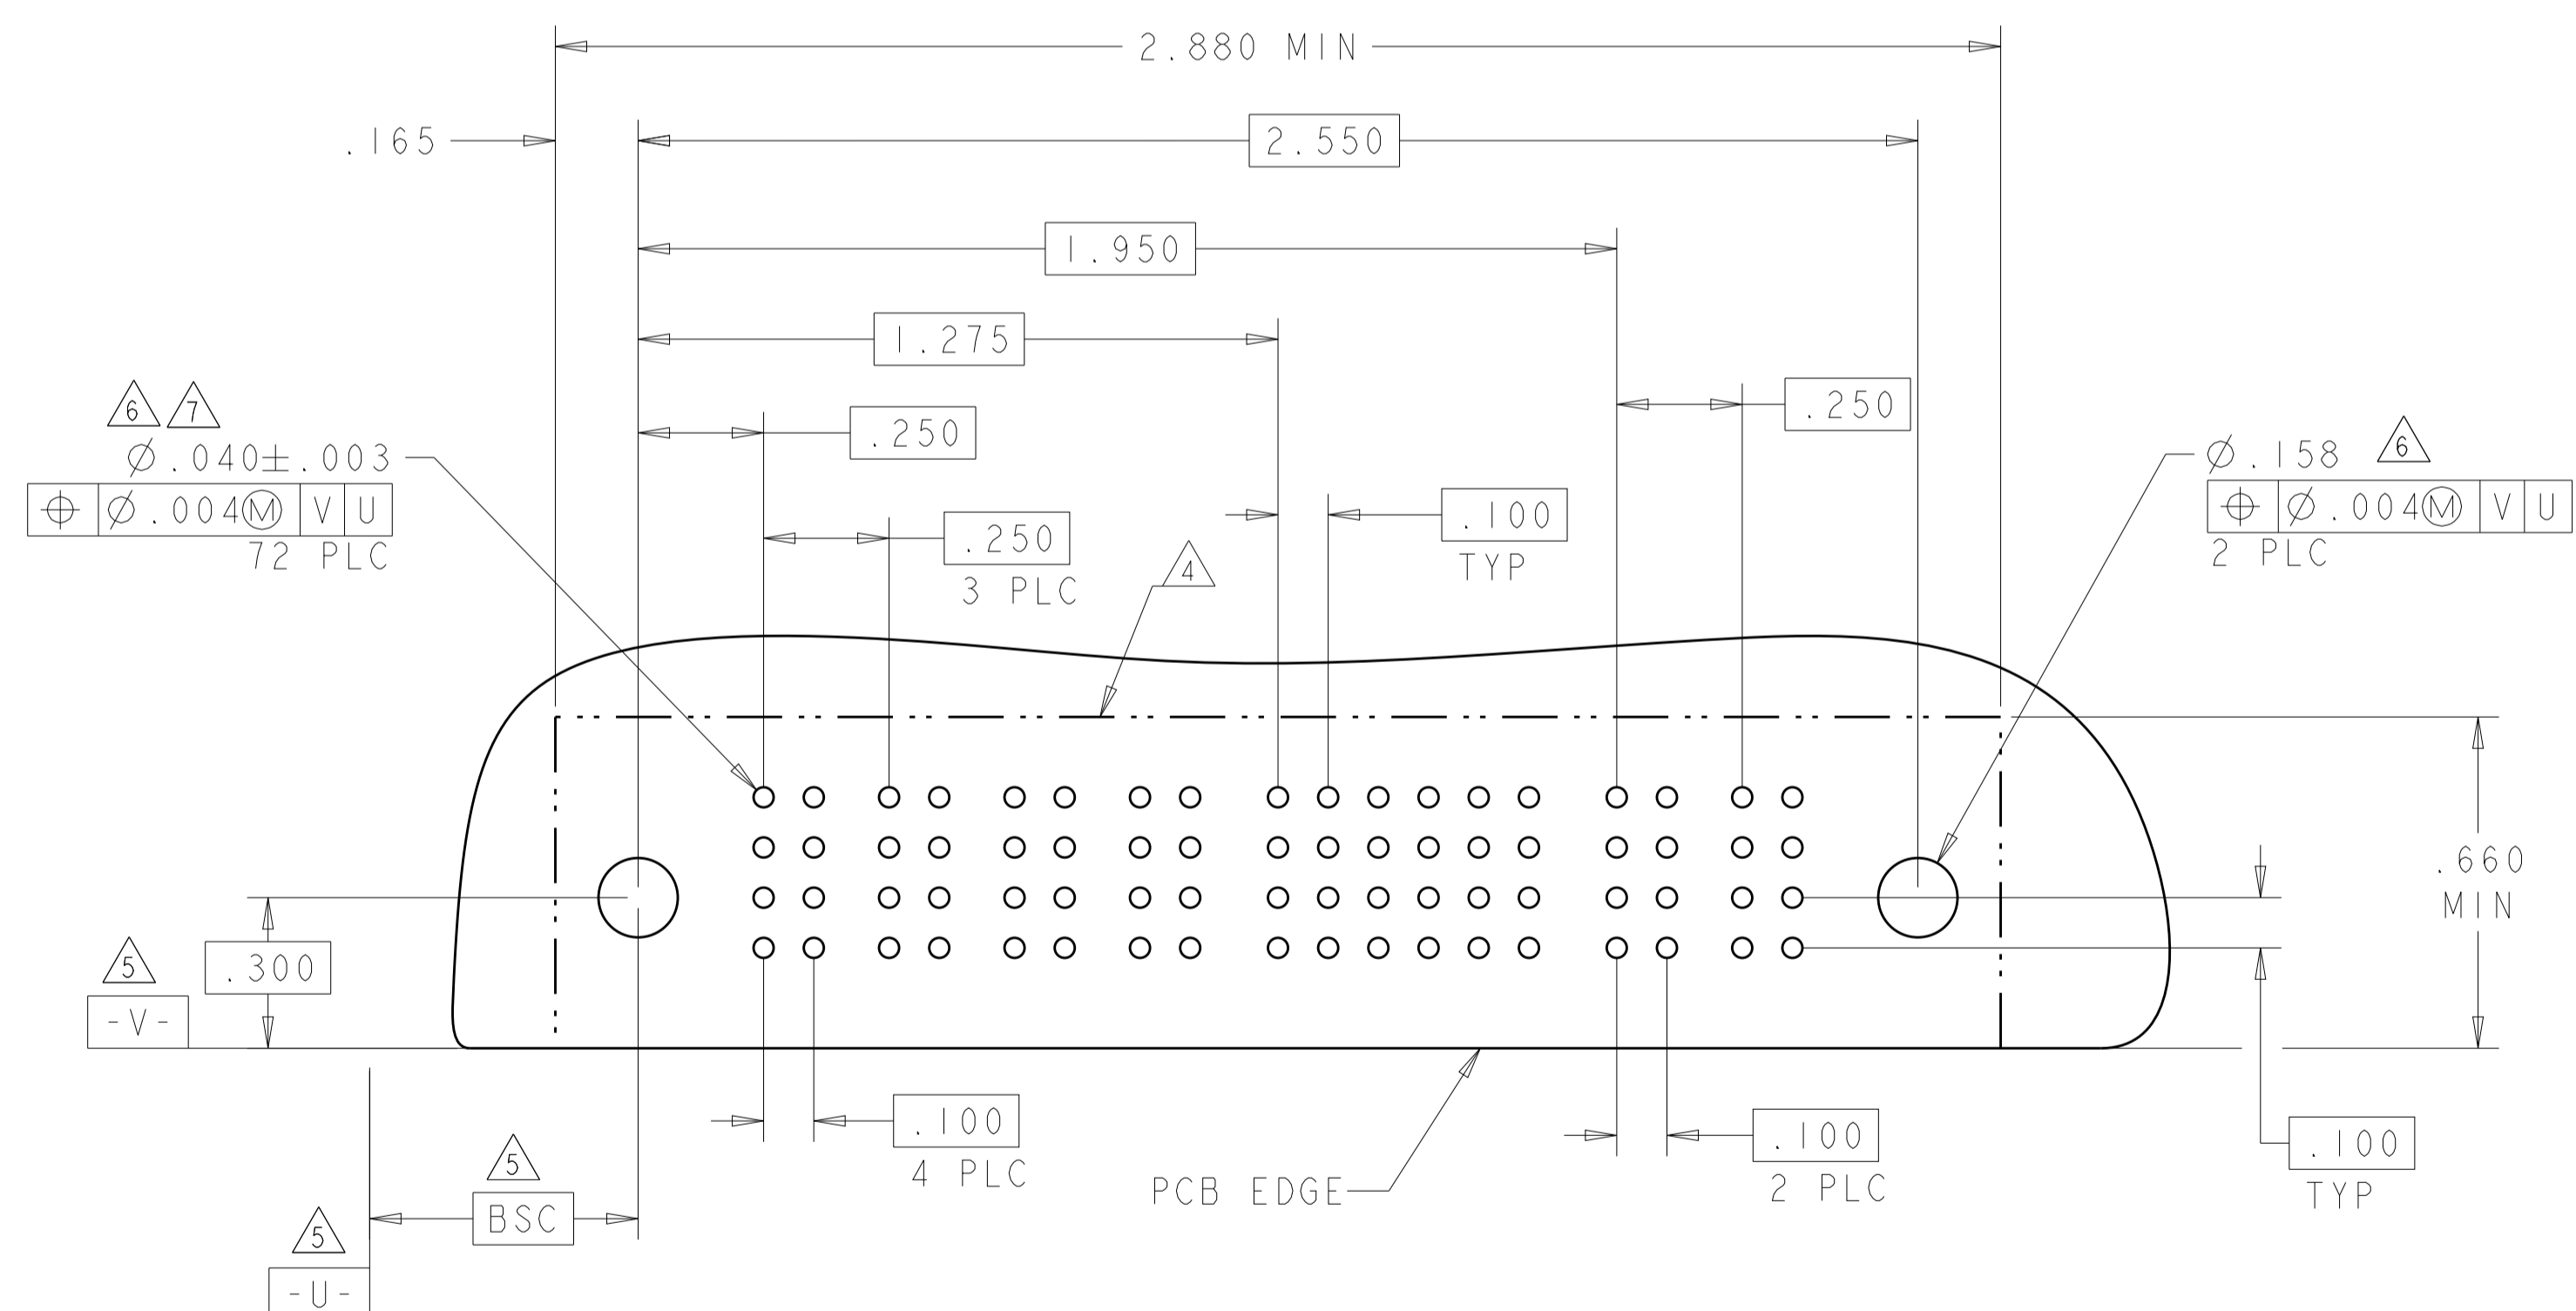 2.880 MIN
.165
2.550
1.950
1.275
.250
.250
6 7
Ø.040±.003
⌖ Ø.004Ⓜ V U
72 PLC
Ø.158 6
⌖ Ø.004Ⓜ V U
2 PLC
.250
3 PLC
.100
TYP
4
.660
MIN
.300
5
-V-
.100
4 PLC
.100
2 PLC
.100
TYP
PCB EDGE
5
BSC
5
-U-